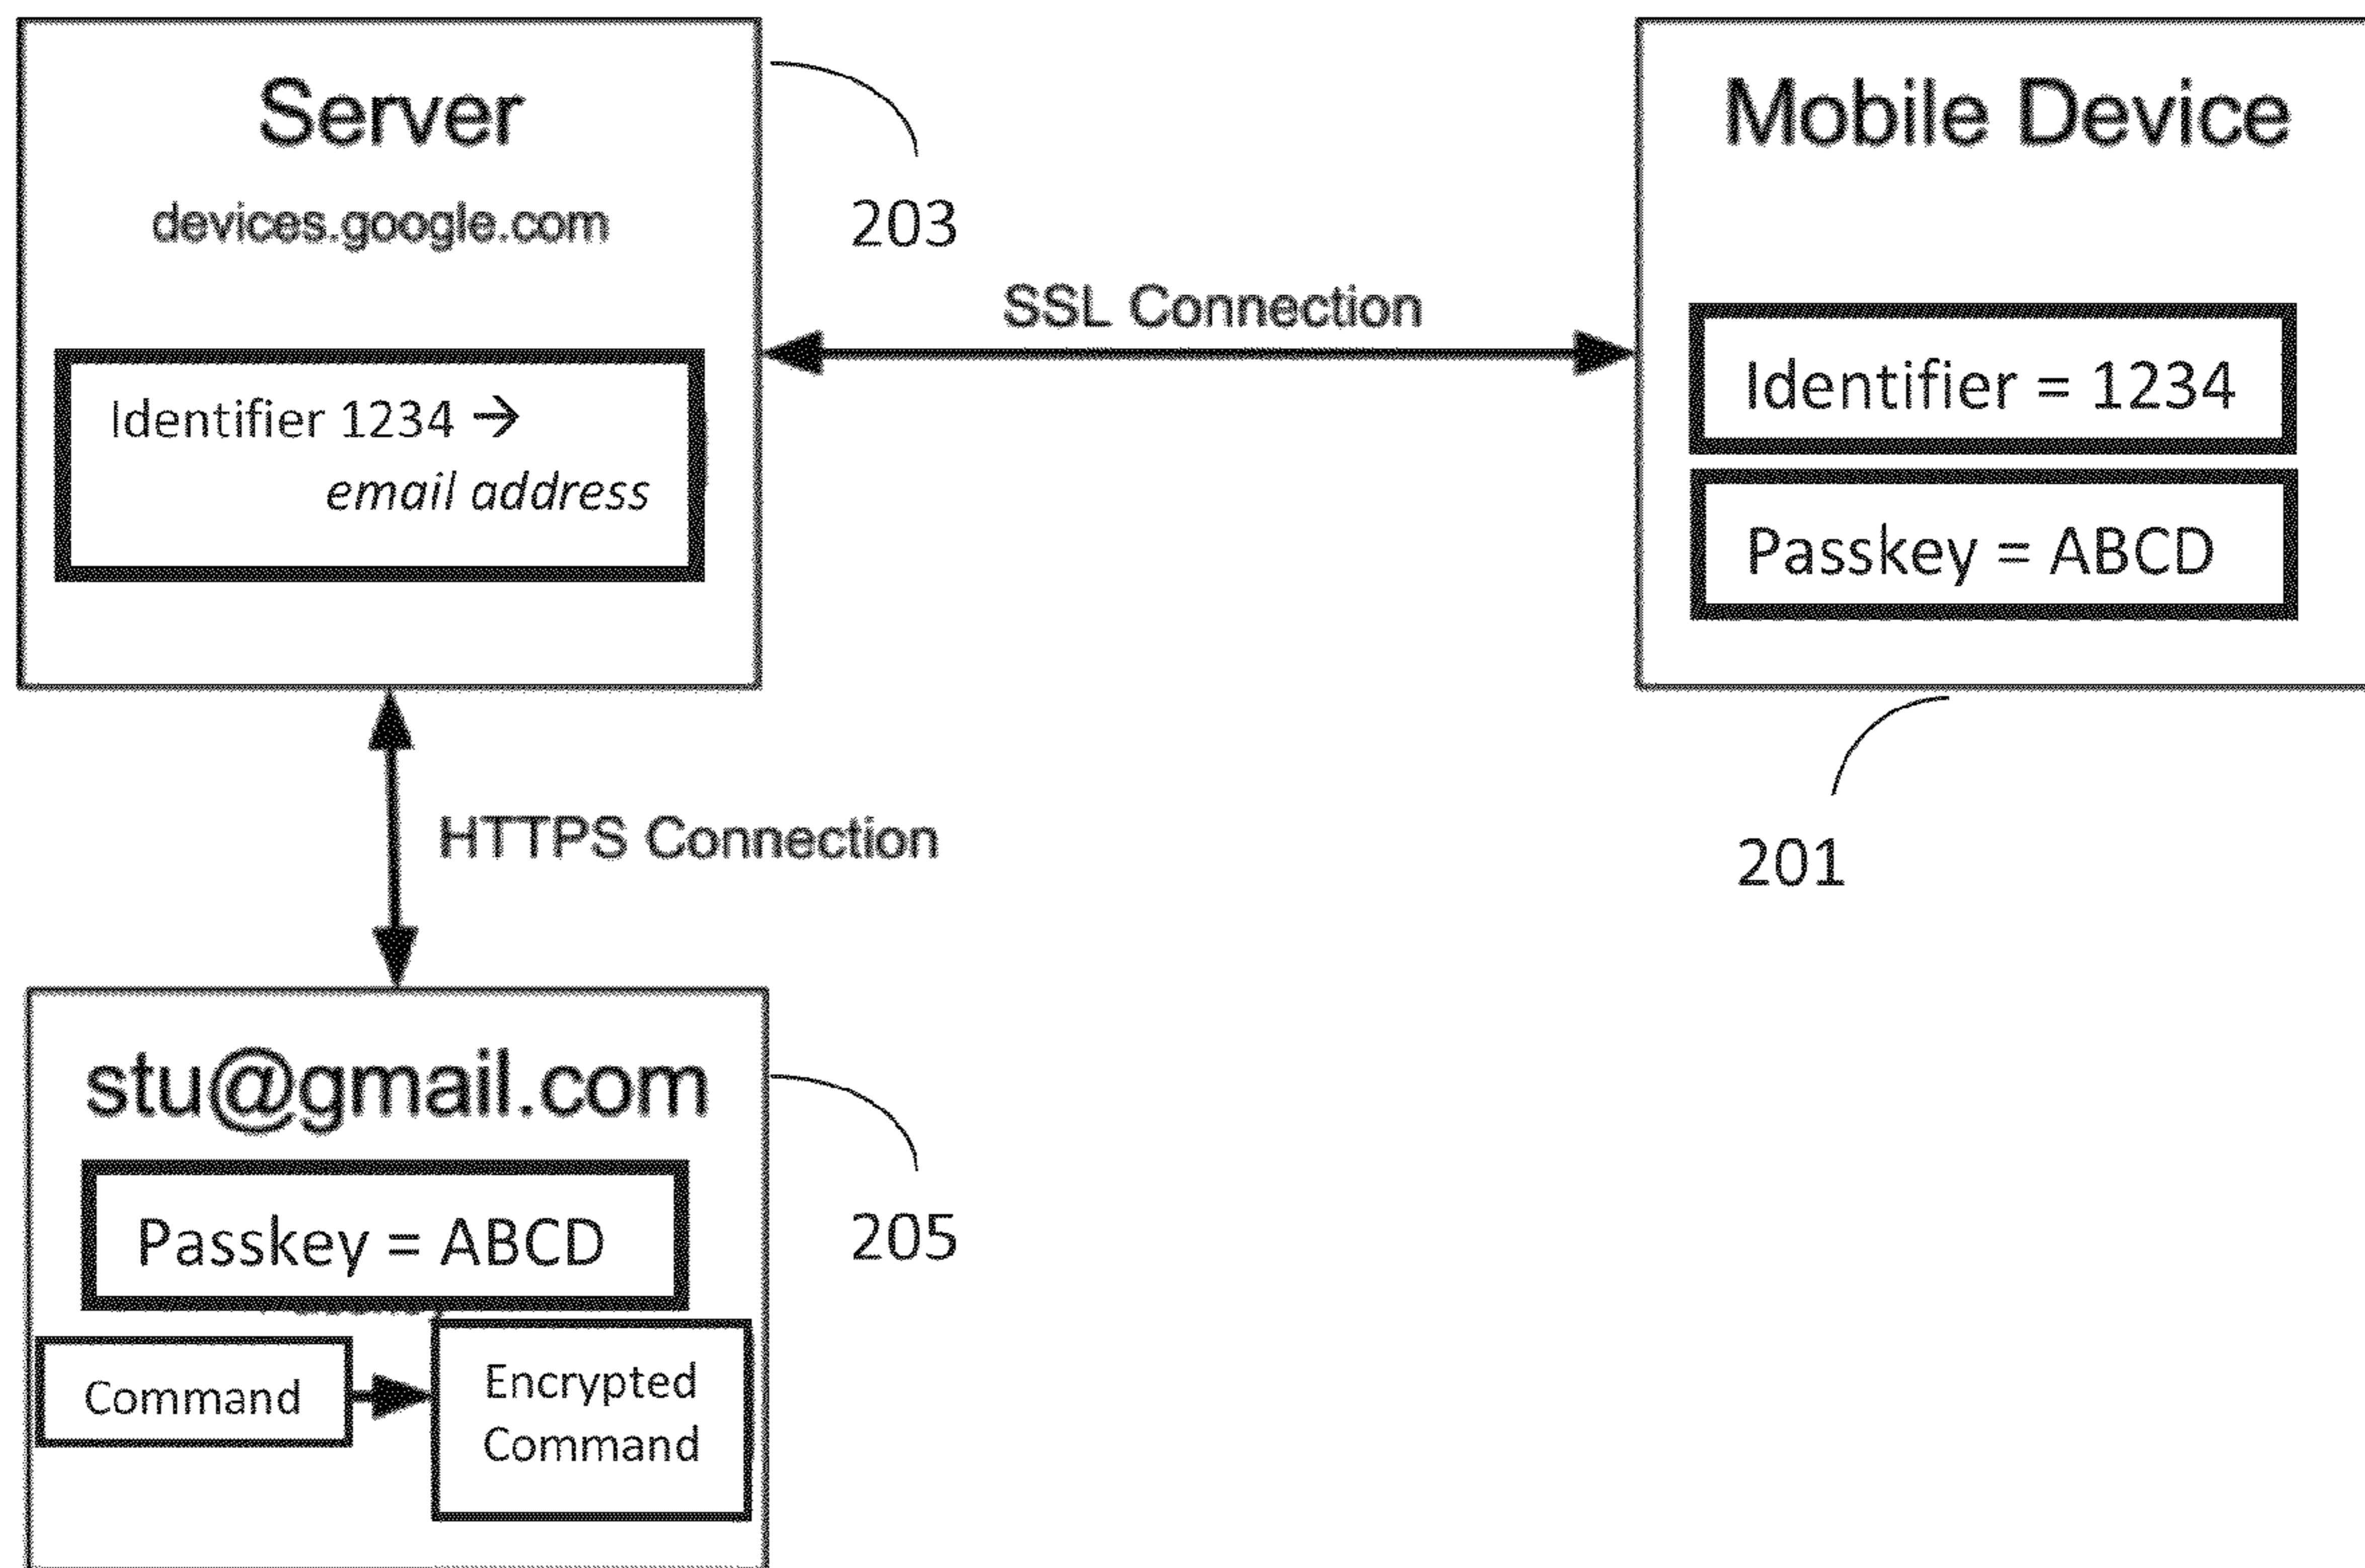 Server
devices.google.com
Identifier 1234 →
email address
203
SSL Connection
Mobile Device
Identifier = 1234
Passkey = ABCD
201
HTTPS Connection
stu@gmail.com
Passkey = ABCD
Command
Encrypted
Command
205